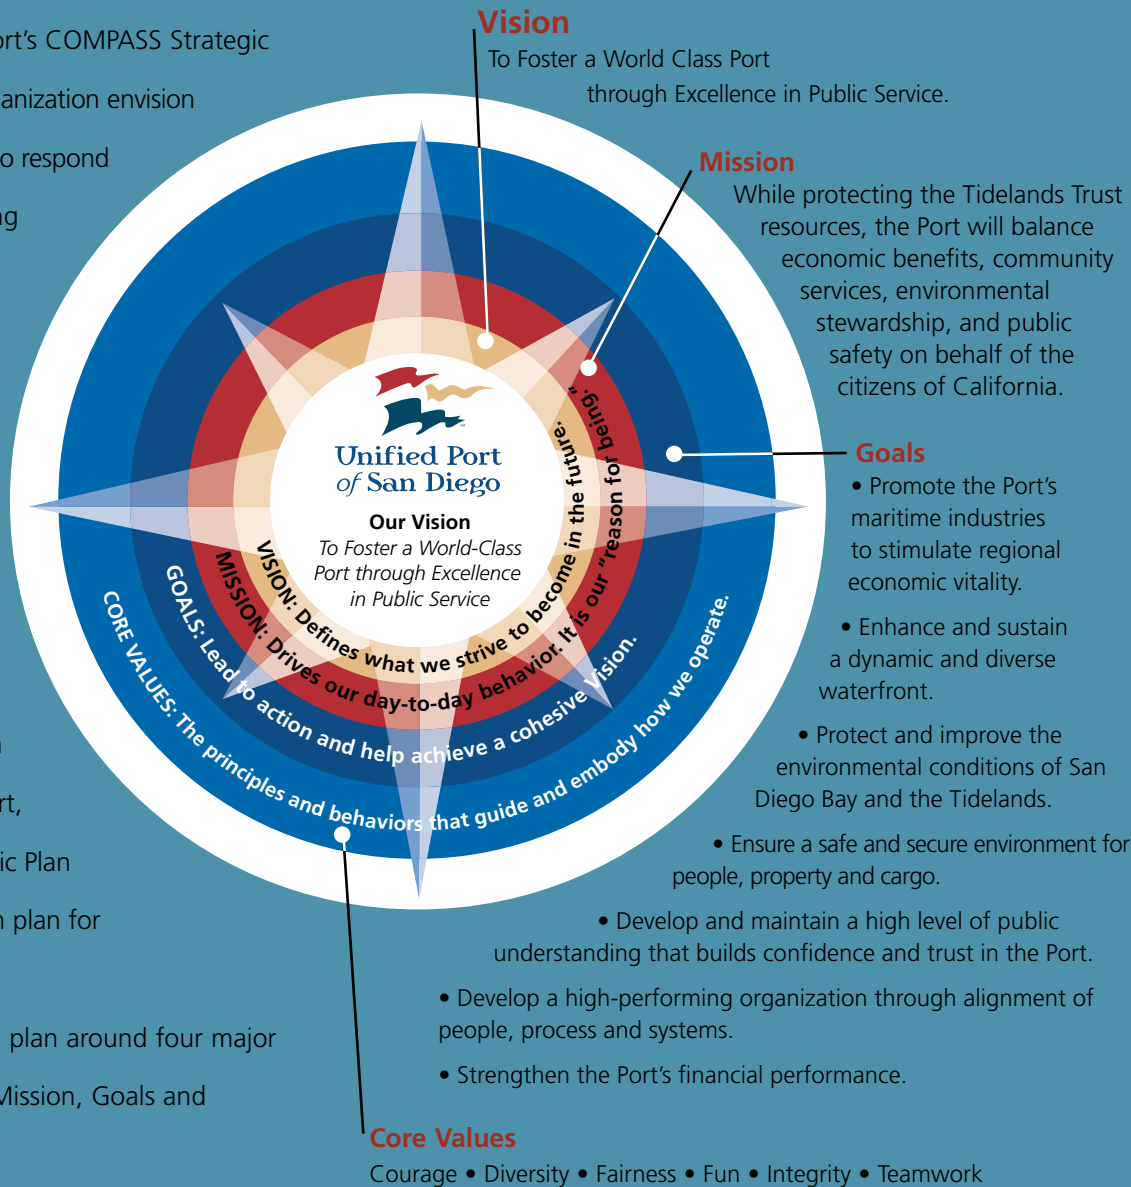 ort's COMPASS Strategic
anization envision
o respond
ng
rt,
ic Plan
n plan for
plan around four major
Mission, Goals and
Vision
To Foster a World Class Port
through Excellence in Public Service.
Mission
While protecting the Tidelands Trust
resources, the Port will balance
economic benefits, community
services, environmental
stewardship, and public
safety on behalf of the
citizens of California.
Goals
• Promote the Port's
maritime industries
to stimulate regional
economic vitality.
• Enhance and sustain
a dynamic and diverse
waterfront.
• Protect and improve the
environmental conditions of San
Diego Bay and the Tidelands.
• Ensure a safe and secure environment for
people, property and cargo.
• Develop and maintain a high level of public
understanding that builds confidence and trust in the Port.
• Develop a high-performing organization through alignment of
people, process and systems.
• Strengthen the Port's financial performance.
Core Values
Courage • Diversity • Fairness • Fun • Integrity • Teamwork
Unified Port
of San Diego
Our Vision
To Foster a World-Class
Port through Excellence
in Public Service
VISION: Defines what we strive to become in the future.
MISSION: Drives our day-to-day behavior. It is our "reason for being."
GOALS: Lead to action and help achieve a cohesive Vision.
CORE VALUES: The principles and behaviors that guide and embody how we operate.